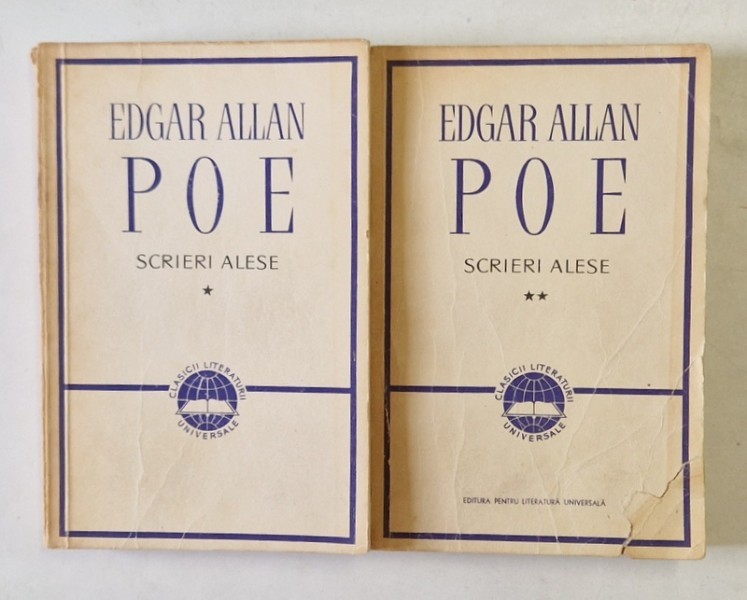 EDGAR ALLAN
POE
SCRIERI ALESE
★
CLASICII LITERATURII
UNIVERSALE
EDGAR ALLAN
POE
SCRIERI ALESE
★★
CLASICII LITERATURII
UNIVERSALE
EDITURA PENTRU LITERATURĂ UNIVERSALĂ